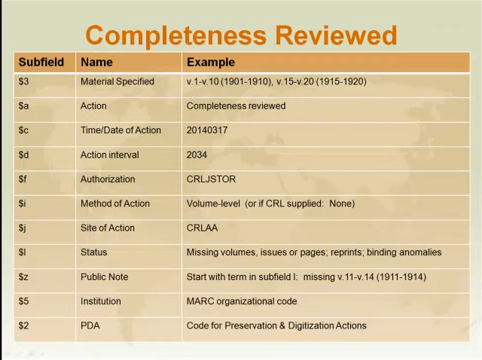 Completeness Reviewed
Subfield Name Example
$3 Material Specified v.1-v.10 (1901-1910), v.15-v.20 (1915-1920)
$a Action Completeness reviewed
$c Time/Date of Action 20140317
$d Action interval 2034
$f Authorization CRLJSTOR
$i Method of Action Volume-level (or if CRL supplied: None)
$j Site of Action CRLAA
$l Status Missing volumes, issues or pages; reprints; binding anomalies
$z Public Note Start with term in subfield l: missing v.11-v.14 (1911-1914)
$5 Institution MARC organizational code
$2 PDA Code for Preservation & Digitization Actions